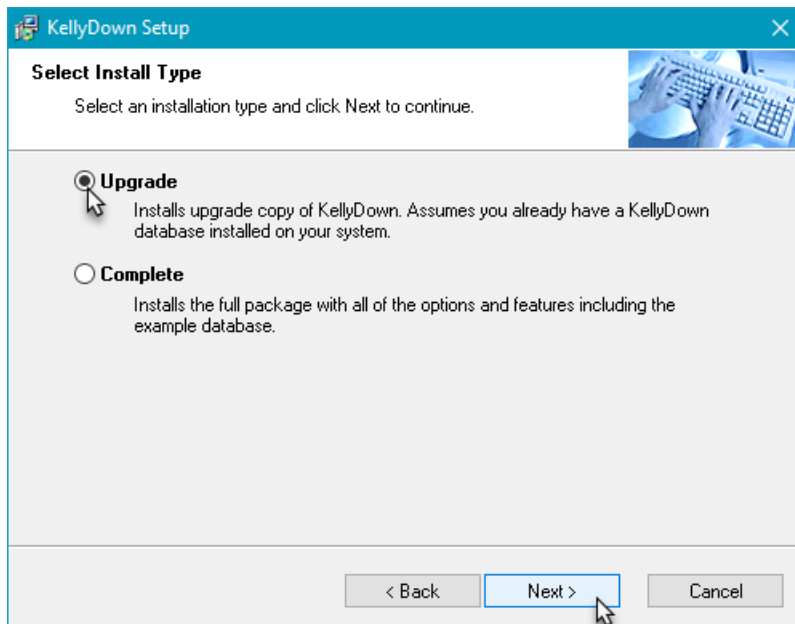 KellyDown Setup
Select Install Type
Select an installation type and click Next to continue.
Upgrade
Installs upgrade copy of KellyDown. Assumes you already have a KellyDown
database installed on your system.
Complete
Installs the full package with all of the options and features including the
example database.
< Back
Next >
Cancel